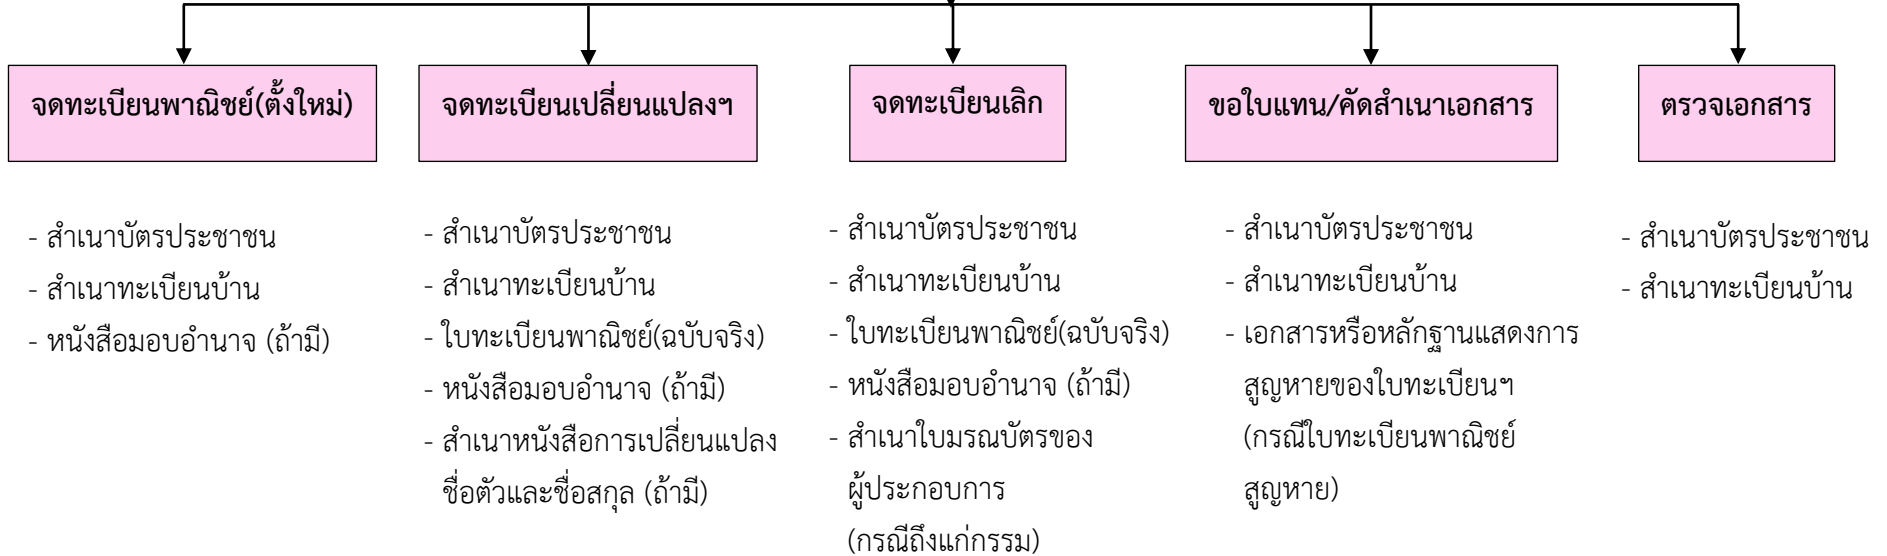 จดทะเบียนพาณิชย์(ตั้งใหม่)
- สำเนาบัตรประชาชน
- สำเนาทะเบียนบ้าน
- หนังสือมอบอำนาจ (ถ้ามี)
จดทะเบียนเปลี่ยนแปลงฯ
- สำเนาบัตรประชาชน
- สำเนาทะเบียนบ้าน
- ใบทะเบียนพาณิชย์(ฉบับจริง)
- หนังสือมอบอำนาจ (ถ้ามี)
- สำเนาหนังสือการเปลี่ยนแปลง
ชื่อตัวและชื่อสกุล (ถ้ามี)
จดทะเบียนเลิก
- สำเนาบัตรประชาชน
- สำเนาทะเบียนบ้าน
- ใบทะเบียนพาณิชย์(ฉบับจริง)
- หนังสือมอบอำนาจ (ถ้ามี)
- สำเนาใบมรณบัตรของ
ผู้ประกอบการ
(กรณีถึงแก่กรรม)
ขอใบแทน/คัดสำเนาเอกสาร
- สำเนาบัตรประชาชน
- สำเนาทะเบียนบ้าน
- เอกสารหรือหลักฐานแสดงการ
สูญหายของใบทะเบียนฯ
(กรณีใบทะเบียนพาณิชย์
สูญหาย)
ตรวจเอกสาร
- สำเนาบัตรประชาชน
- สำเนาทะเบียนบ้าน